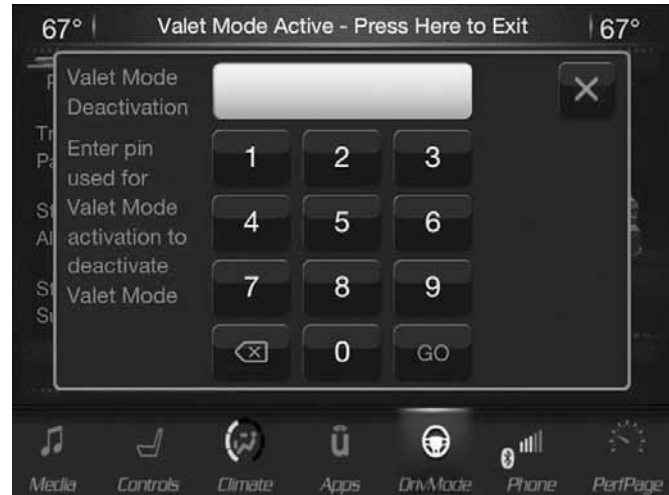 67° Valet Mode Active - Press Here to Exit 67°
Valet Mode
Deactivation
Enter pin
used for
Valet Mode
activation to
deactivate
Valet Mode
1 2 3
4 5 6
7 8 9
0 GO
Media Controls Climate Apps DrivMode Phone PerfPage